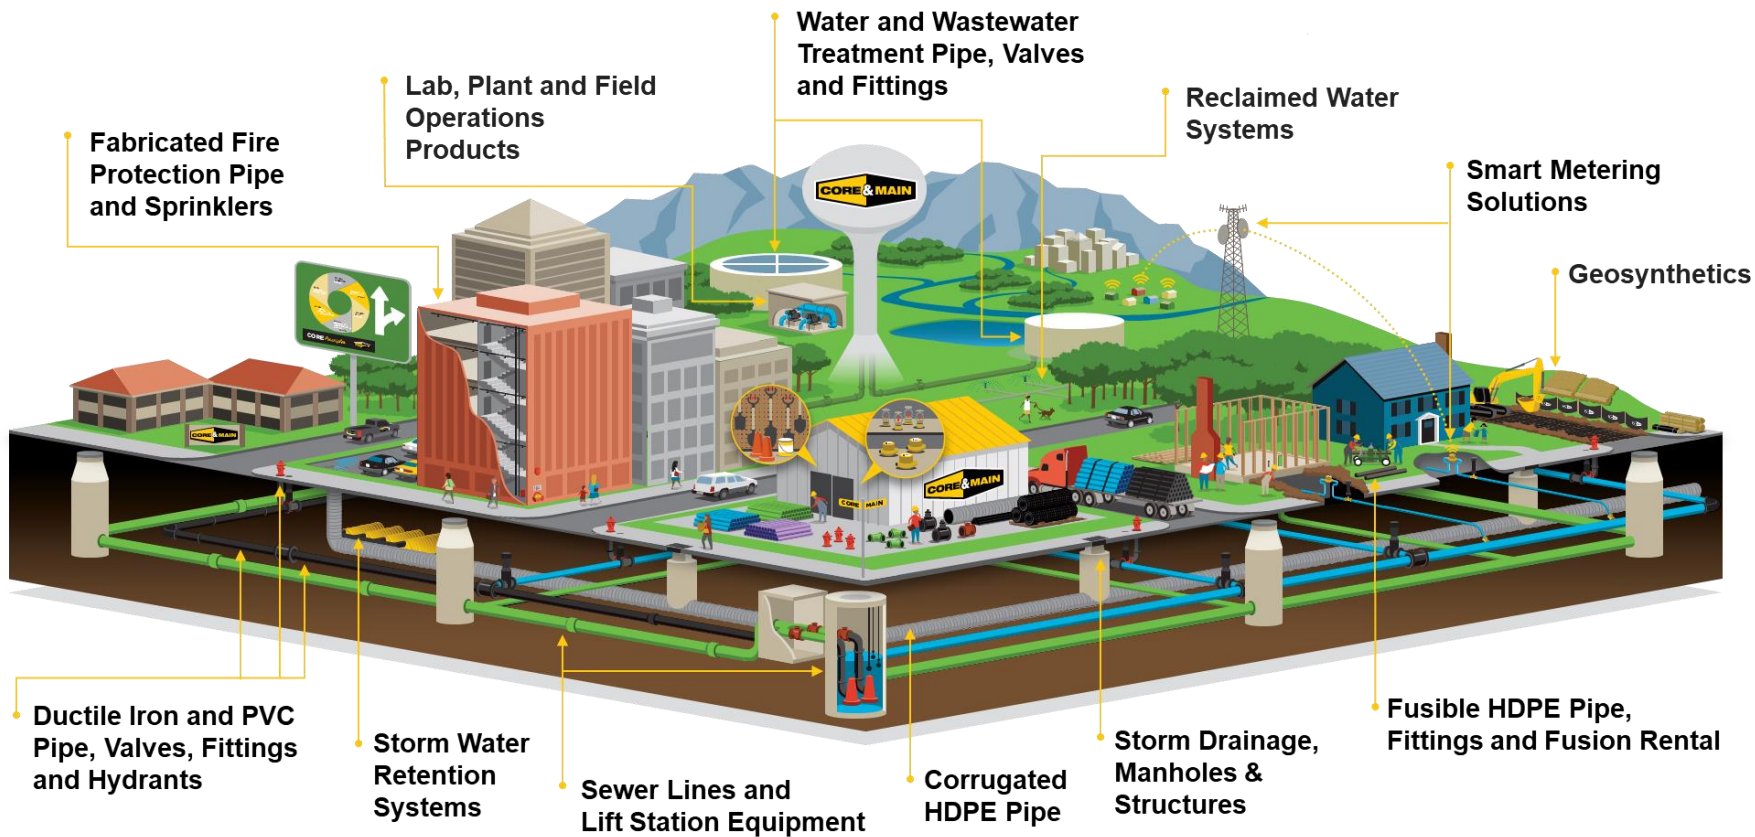 Water and Wastewater
Treatment Pipe, Valves
and Fittings
Lab, Plant and Field
Operations
Products
Reclaimed Water
Systems
Fabricated Fire
Protection Pipe
and Sprinklers
Smart Metering
Solutions
CORE&MAIN
Geosynthetics
CORE
CORE&MAIN
CORE&MAIN
CORE&MAIN
Ductile Iron and PVC
Pipe, Valves, Fittings
and Hydrants
Storm Water
Retention
Systems
Sewer Lines and
Lift Station Equipment
Corrugated
HDPE Pipe
Storm Drainage,
Manholes &
Structures
Fusible HDPE Pipe,
Fittings and Fusion Rental